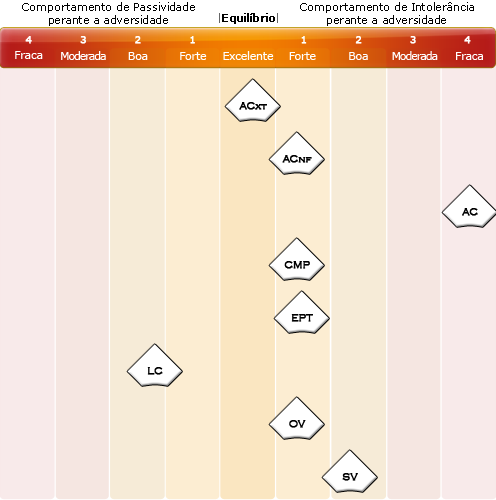 Comportamento de Passividade
perante a adversidade
|Equilíbrio|
Comportamento de Intolerância
perante a adversidade
4 3 2 1 1 2 3 4
Fraca Moderada Boa Forte Excelente Forte Boa Moderada Fraca
ACXT
ACNF
AC
CMP
EPT
LC
OV
SV